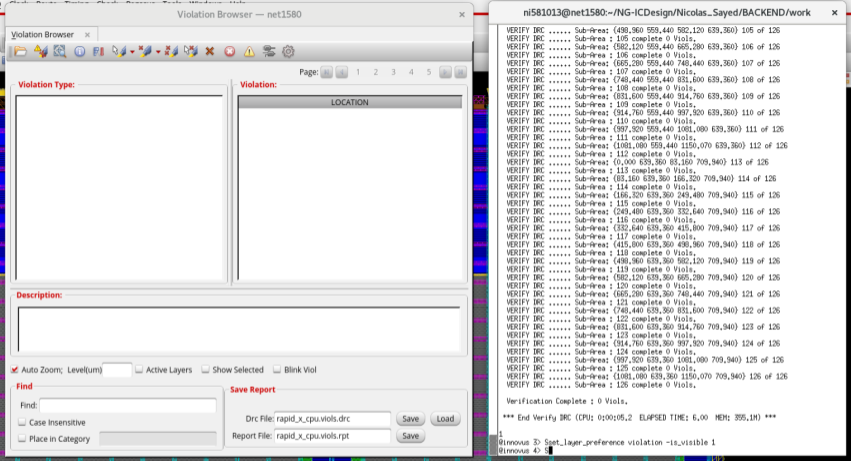 Violation Browser — net1580
Violation Browser
Page:
1 2 3 4 5
Violation Type:
Violation:
LOCATION
Description:
Auto Zoom; Level(um)
Active Layers
Show Selected
Blink Viol
Find
Find:
Case Insensitive
Place in Category
Save Report
Drc File: rapid_x_cpu.viols.drc Save Load
Report File: rapid_x_cpu.viols.rpt Save
ni581013@net1580:~/NG-ICDesign/Nicolas_Sayed/BACKEND/work
VERIFY DRC ...... Sub-Area: {498.960 559.440 582.120 639.360} 105 of 126
VERIFY DRC ...... Sub-Area : 105 complete 0 Viols.
VERIFY DRC ...... Sub-Area: {582.120 559.440 665.280 639.360} 106 of 126
VERIFY DRC ...... Sub-Area : 106 complete 0 Viols.
VERIFY DRC ...... Sub-Area: {665.280 559.440 748.440 639.360} 107 of 126
VERIFY DRC ...... Sub-Area : 107 complete 0 Viols.
VERIFY DRC ...... Sub-Area: {748.440 559.440 831.600 639.360} 108 of 126
VERIFY DRC ...... Sub-Area : 108 complete 0 Viols.
VERIFY DRC ...... Sub-Area: {831.600 559.440 914.760 639.360} 109 of 126
VERIFY DRC ...... Sub-Area : 109 complete 0 Viols.
VERIFY DRC ...... Sub-Area: {914.760 559.440 997.920 639.360} 110 of 126
VERIFY DRC ...... Sub-Area : 110 complete 0 Viols.
VERIFY DRC ...... Sub-Area: {997.920 559.440 1081.080 639.360} 111 of 126
VERIFY DRC ...... Sub-Area : 111 complete 0 Viols.
VERIFY DRC ...... Sub-Area: {1081.080 559.440 1150.070 639.360} 112 of 126
VERIFY DRC ...... Sub-Area : 112 complete 0 Viols.
VERIFY DRC ...... Sub-Area: {0.000 639.360 83.160 709.940} 113 of 126
VERIFY DRC ...... Sub-Area : 113 complete 0 Viols.
VERIFY DRC ...... Sub-Area: {83.160 639.360 166.320 709.940} 114 of 126
VERIFY DRC ...... Sub-Area : 114 complete 0 Viols.
VERIFY DRC ...... Sub-Area: {166.320 639.360 249.480 709.940} 115 of 126
VERIFY DRC ...... Sub-Area : 115 complete 0 Viols.
VERIFY DRC ...... Sub-Area: {249.480 639.360 332.640 709.940} 116 of 126
VERIFY DRC ...... Sub-Area : 116 complete 0 Viols.
VERIFY DRC ...... Sub-Area: {332.640 639.360 415.800 709.940} 117 of 126
VERIFY DRC ...... Sub-Area : 117 complete 0 Viols.
VERIFY DRC ...... Sub-Area: {415.800 639.360 498.960 709.940} 118 of 126
VERIFY DRC ...... Sub-Area : 118 complete 0 Viols.
VERIFY DRC ...... Sub-Area: {498.960 639.360 582.120 709.940} 119 of 126
VERIFY DRC ...... Sub-Area : 119 complete 0 Viols.
VERIFY DRC ...... Sub-Area: {582.120 639.360 665.280 709.940} 120 of 126
VERIFY DRC ...... Sub-Area : 120 complete 0 Viols.
VERIFY DRC ...... Sub-Area: {665.280 639.360 748.440 709.940} 121 of 126
VERIFY DRC ...... Sub-Area : 121 complete 0 Viols.
VERIFY DRC ...... Sub-Area: {748.440 639.360 831.600 709.940} 122 of 126
VERIFY DRC ...... Sub-Area : 122 complete 0 Viols.
VERIFY DRC ...... Sub-Area: {831.600 639.360 914.760 709.940} 123 of 126
VERIFY DRC ...... Sub-Area : 123 complete 0 Viols.
VERIFY DRC ...... Sub-Area: {914.760 639.360 997.920 709.940} 124 of 126
VERIFY DRC ...... Sub-Area : 124 complete 0 Viols.
VERIFY DRC ...... Sub-Area: {997.920 639.360 1081.080 709.940} 125 of 126
VERIFY DRC ...... Sub-Area : 125 complete 0 Viols.
VERIFY DRC ...... Sub-Area: {1081.080 639.360 1150.070 709.940} 126 of 126
VERIFY DRC ...... Sub-Area : 126 complete 0 Viols.
Verification Complete : 0 Viols.
*** End Verify DRC (CPU: 0:00:05.2 ELAPSED TIME: 6.00 MEM: 355.1M) ***
1
@innovus 3> Sset_layer_preference violation -is_visible 1
@innovus 4> S